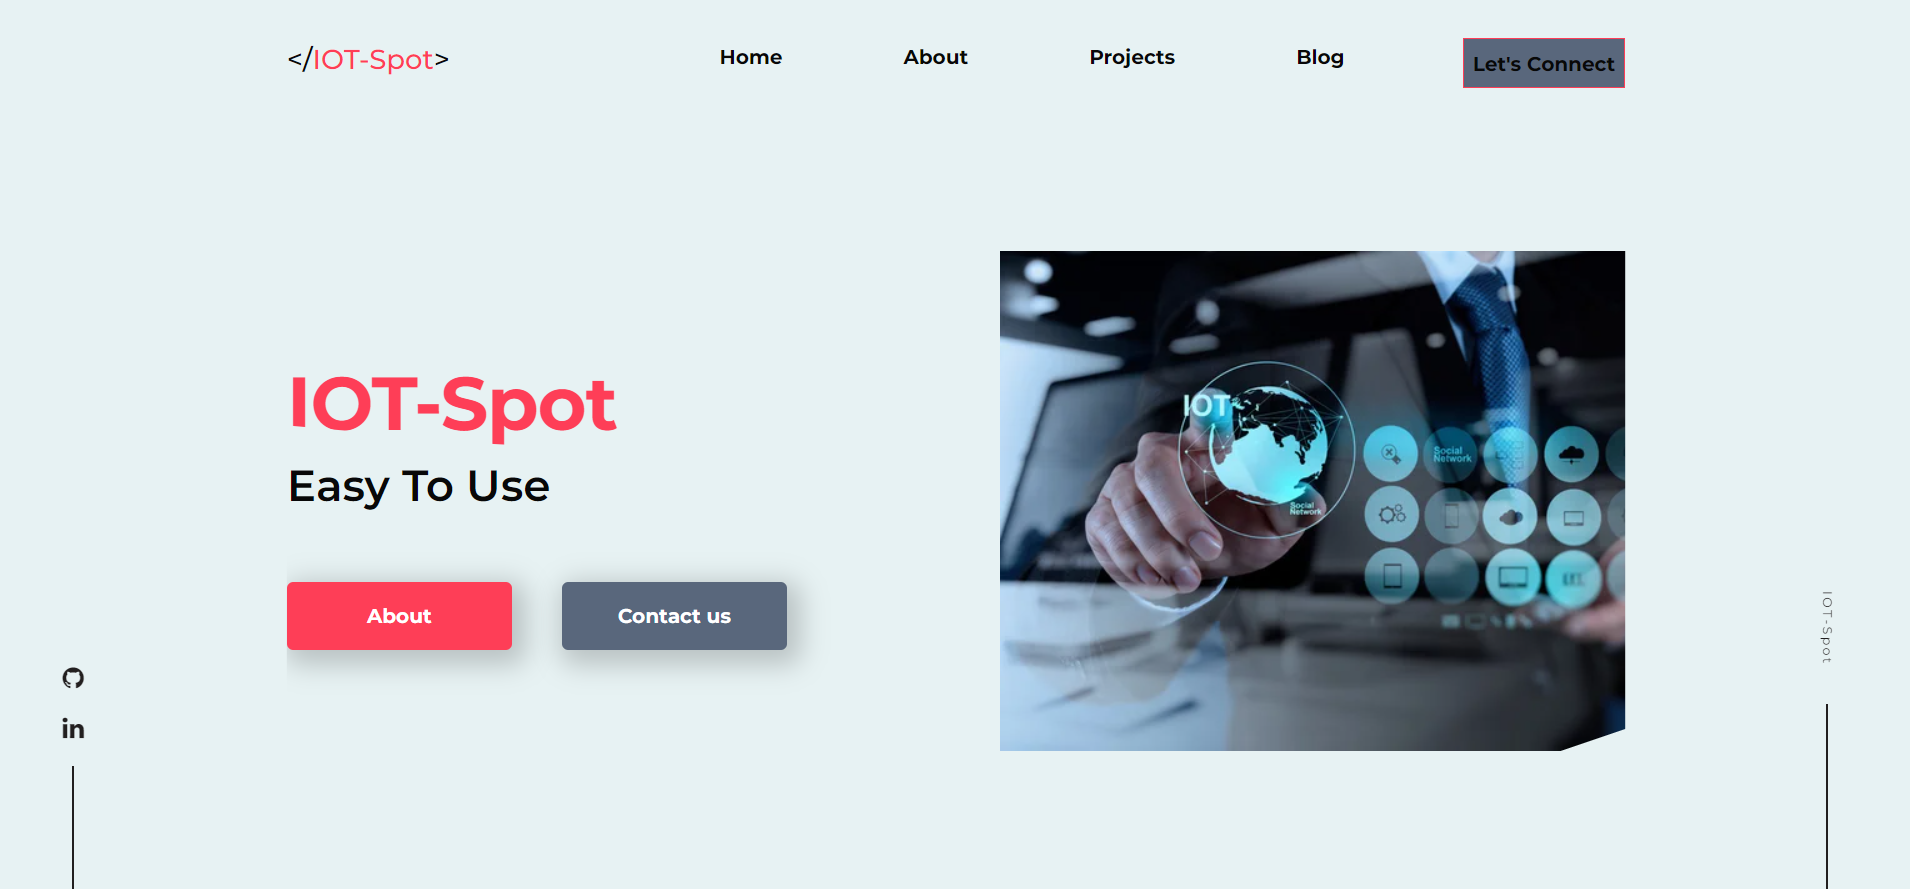 </IOT-Spot>
Home
About
Projects
Blog
Let's Connect
IOT-Spot
Easy To Use
About
Contact us
IOT
Social
Network
Social
Network
IOT-Spot